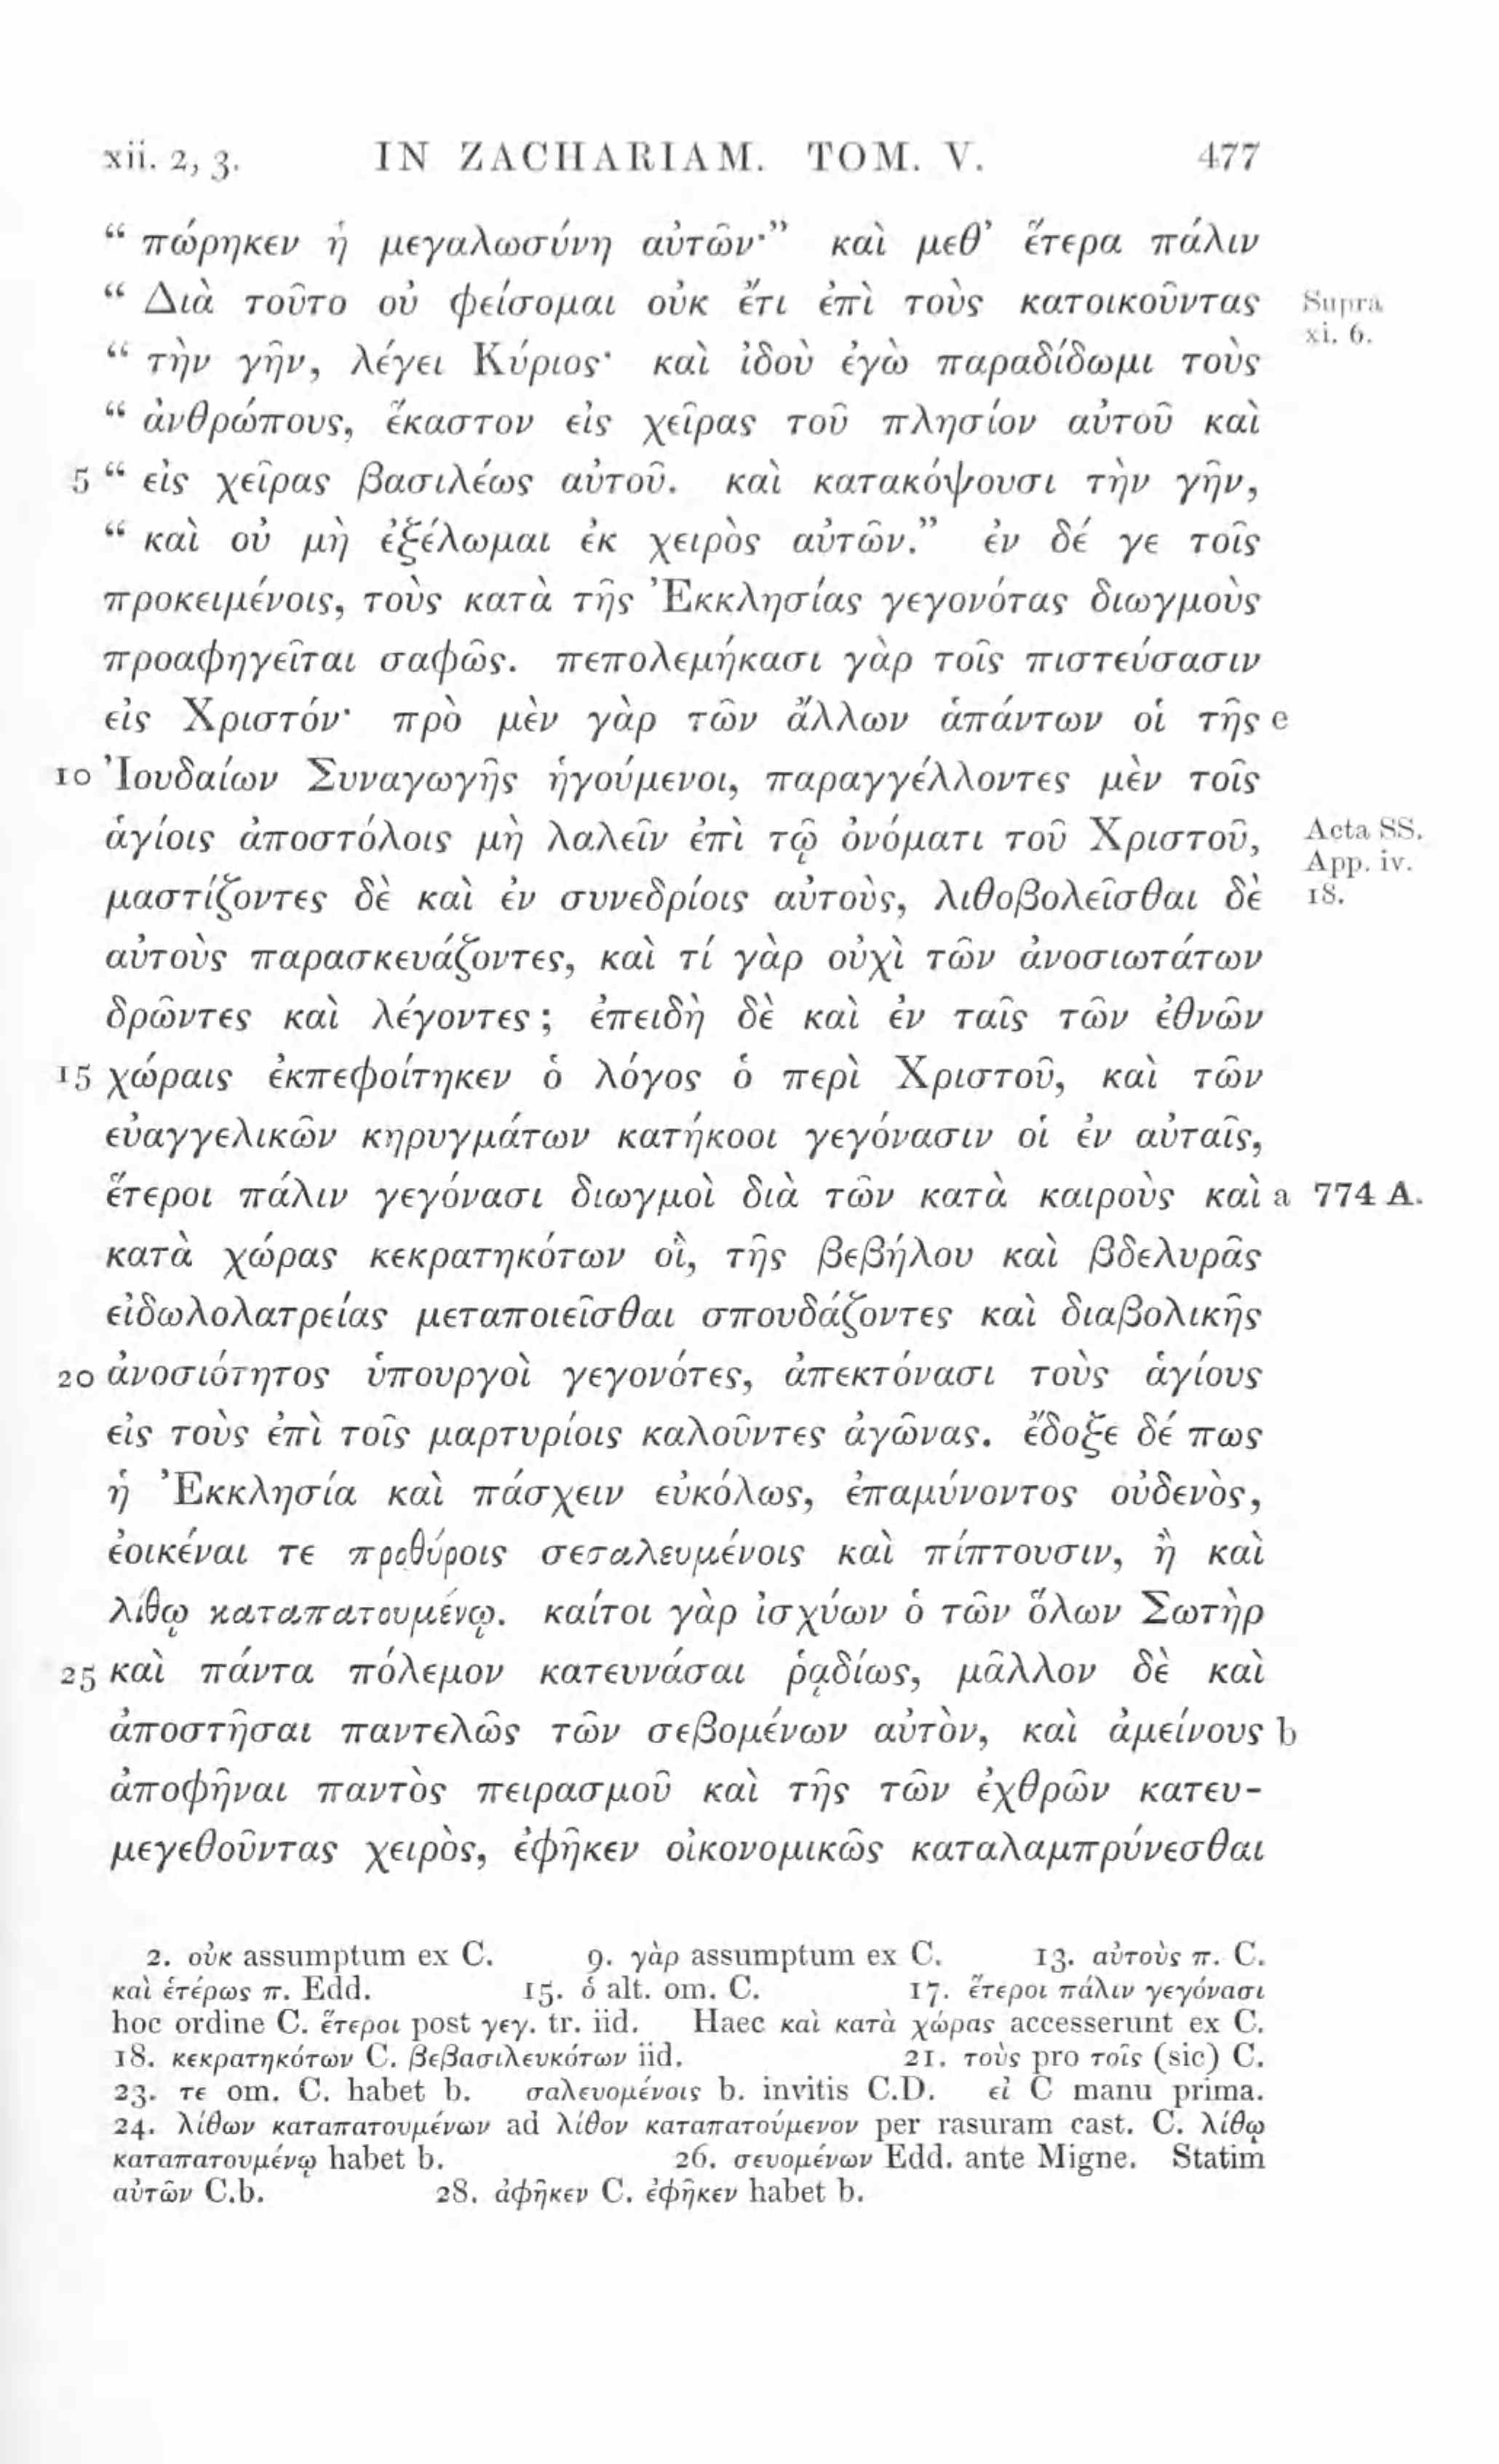 xii. 2, 3. IN ZACHARIAM. TOM. V. 477
“ πώρηκεν ἡ μεγαλωσύνη αὐτῶν·” καὶ μεθ’ ἕτερα πάλιν
“ Διὰ τοῦτο οὐ φείσομαι οὐκ ἔτι ἐπὶ τοὺς κατοικοῦντας Supra
xi. 6.
“ τὴν γῆν, λέγει Κύριος· καὶ ἰδοὺ ἐγὼ παραδίδωμι τοὺς
“ ἀνθρώπους, ἕκαστον εἰς χεῖρας τοῦ πλησίον αὐτοῦ καὶ
5 “ εἰς χεῖρας βασιλέως αὐτοῦ. καὶ κατακόψουσι τὴν γῆν,
“ καὶ οὐ μὴ ἐξέλωμαι ἐκ χειρὸς αὐτῶν.” ἐν δέ γε τοῖς
προκειμένοις, τοὺς κατὰ τῆς Ἐκκλησίας γεγονότας διωγμοὺς
προαφηγεῖται σαφῶς. πεπολεμήκασι γὰρ τοῖς πιστεύσασιν
εἰς Χριστόν· πρὸ μὲν γὰρ τῶν ἄλλων ἁπάντων οἱ τῆς e
10 Ἰουδαίων Συναγωγῆς ἡγούμενοι, παραγγέλλοντες μὲν τοῖς
ἁγίοις ἀποστόλοις μὴ λαλεῖν ἐπὶ τῷ ὀνόματι τοῦ Χριστοῦ, Acta SS.
App. iv.
μαστίζοντες δὲ καὶ ἐν συνεδρίοις αὐτοὺς, λιθοβολεῖσθαι δὲ 18.
αὐτοὺς παρασκευάζοντες, καὶ τί γὰρ οὐχὶ τῶν ἀνοσιωτάτων
δρῶντες καὶ λέγοντες ; ἐπειδὴ δὲ καὶ ἐν ταῖς τῶν ἐθνῶν
15 χώραις ἐκπεφοίτηκεν ὁ λόγος ὁ περὶ Χριστοῦ, καὶ τῶν
εὐαγγελικῶν κηρυγμάτων κατήκοοι γεγόνασιν οἱ ἐν αὐταῖς,
ἕτεροι πάλιν γεγόνασι διωγμοὶ διὰ τῶν κατὰ καιροὺς καὶ a 774 A.
κατὰ χώρας κεκρατηκότων οἳ, τῆς βεβήλου καὶ βδελυρᾶς
εἰδωλολατρείας μεταποιεῖσθαι σπουδάζοντες καὶ διαβολικῆς
20 ἀνοσιότητος ὑπουργοὶ γεγονότες, ἀπεκτόνασι τοὺς ἁγίους
εἰς τοὺς ἐπὶ τοῖς μαρτυρίοις καλοῦντες ἀγῶνας. ἔδοξε δέ πως
ἡ Ἐκκλησία καὶ πάσχειν εὐκόλως, ἐπαμύνοντος οὐδενὸς,
ἐοικέναι τε προθύροις σεσαλευμένοις καὶ πίπτουσιν, ἢ καὶ
λίθῳ καταπατουμένῳ. καίτοι γὰρ ἰσχύων ὁ τῶν ὅλων Σωτὴρ
25 καὶ πάντα πόλεμον κατευνάσαι ῥᾳδίως, μᾶλλον δὲ καὶ
ἀποστῆσαι παντελῶς τῶν σεβομένων αὐτὸν, καὶ ἀμείνους b
ἀποφῆναι παντὸς πειρασμοῦ καὶ τῆς τῶν ἐχθρῶν κατευ-
μεγεθοῦντας χειρὸς, ἐφῆκεν οἰκονομικῶς καταλαμπρύνεσθαι
2. οὐκ assumptum ex C. 9. γὰρ assumptum ex C. 13. αὐτοὺς π. C.
καὶ ἑτέρως π. Edd. 15. ὁ alt. om. C. 17. ἕτεροι πάλιν γεγόνασι
hoc ordine C. ἕτεροι post γεγ. tr. iid. Haec καὶ κατὰ χώρας accesserunt ex C.
18. κεκρατηκότων C. βεβασιλευκότων iid. 21. τοὺς pro τοῖς (sic) C.
23. τε om. C. habet b. σαλευομένοις b. invitis C.D. εἰ C manu prima.
24. λίθων καταπατουμένων ad λίθον καταπατούμενον per rasuram cast. C. λίθῳ
καταπατουμένῳ habet b. 26. σευομένων Edd. ante Migne. Statim
αὐτῶν C.b. 28. ἀφῆκεν C. ἐφῆκεν habet b.